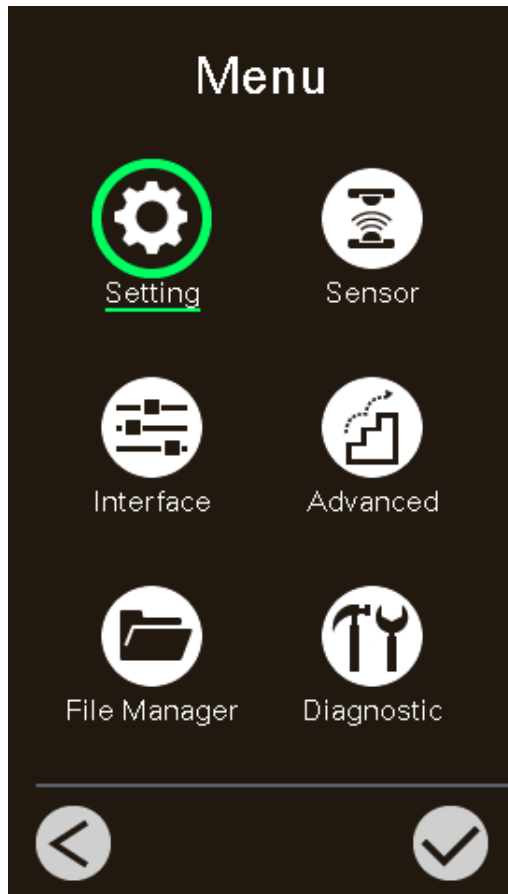 Menu
Setting Sensor
Interface Advanced
File Manager Diagnostic